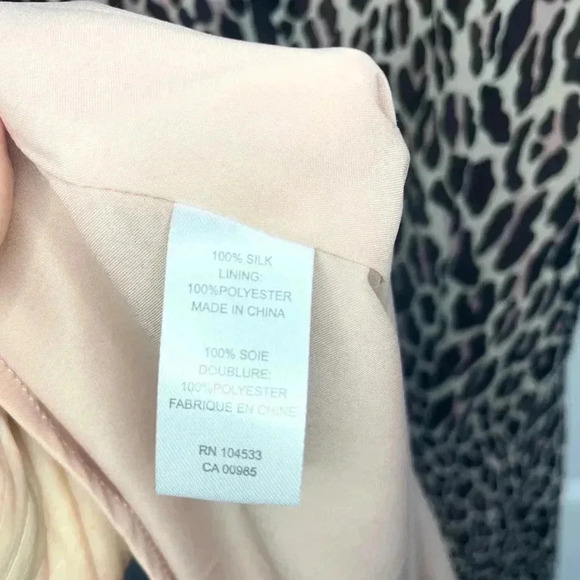 100% SILK
LINING:
100%POLYESTER
MADE IN CHINA
100% SOIE
DOUBLURE:
100%POLYESTER
FABRIQUE EN CHINE
RN 104533
CA 00985